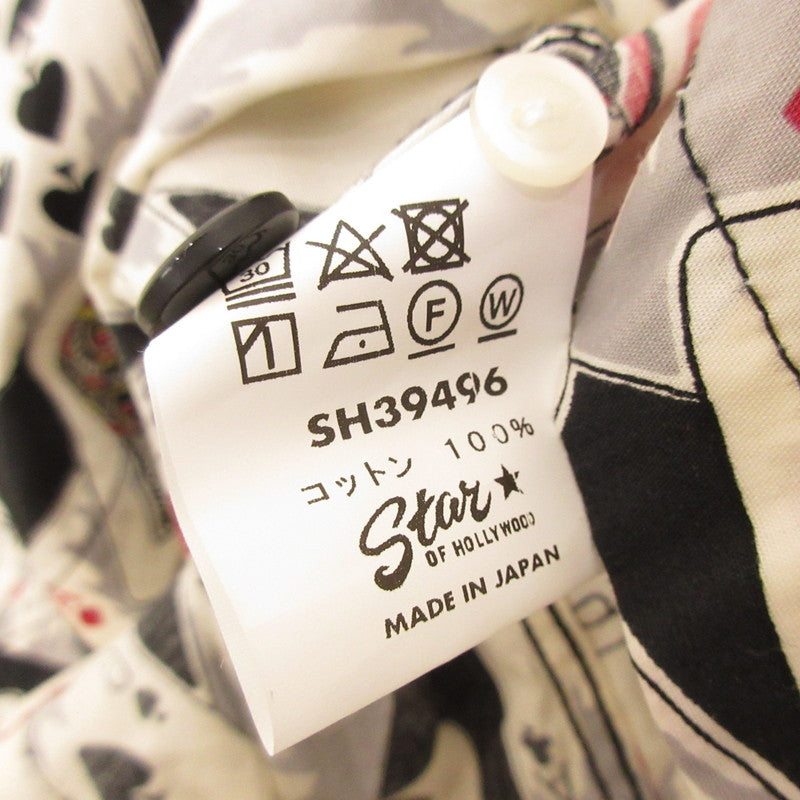 30
F W
SH39496
コットン 100%
Star
OF HOLLYWOOD
MADE IN JAPAN